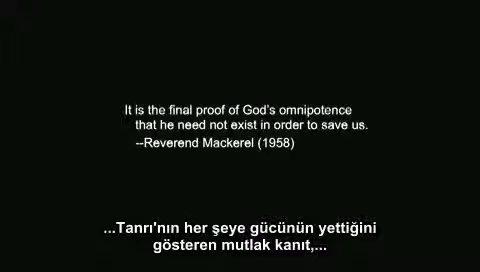 It is the final proof of God's omnipotence
that he need not exist in order to save us.
--Reverend Mackerel (1958)
...Tanrı'nın her şeye gücünün yettiğini
gösteren mutlak kanıt,...